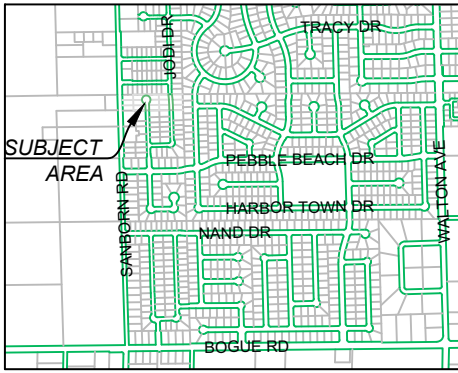 TRACY DR
JODI DR
SUBJECT
AREA
PEBBLE BEACH DR
WALTON AVE
SANBORN RD
HARBOR TOWN DR
NAND DR
BOGUE RD